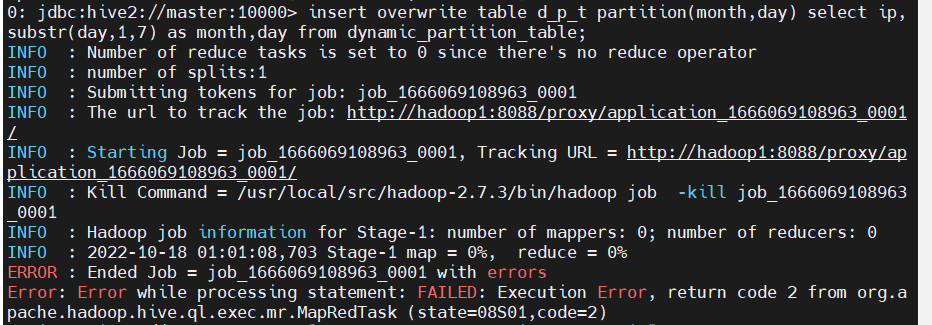 0: jdbc:hive2://master:10000> insert overwrite table d_p_t partition(month,day) select ip,
substr(day,1,7) as month,day from dynamic_partition_table;
INFO  : Number of reduce tasks is set to 0 since there's no reduce operator
INFO  : number of splits:1
INFO  : Submitting tokens for job: job_1666069108963_0001
INFO  : The url to track the job: http://hadoop1:8088/proxy/application_1666069108963_0001
/
INFO  : Starting Job = job_1666069108963_0001, Tracking URL = http://hadoop1:8088/proxy/ap
plication_1666069108963_0001/
INFO  : Kill Command = /usr/local/src/hadoop-2.7.3/bin/hadoop job  -kill job_1666069108963
_0001
INFO  : Hadoop job information for Stage-1: number of mappers: 0; number of reducers: 0
INFO  : 2022-10-18 01:01:08,703 Stage-1 map = 0%,  reduce = 0%
ERROR : Ended Job = job_1666069108963_0001 with errors
Error: Error while processing statement: FAILED: Execution Error, return code 2 from org.a
pache.hadoop.hive.ql.exec.mr.MapRedTask (state=08S01,code=2)